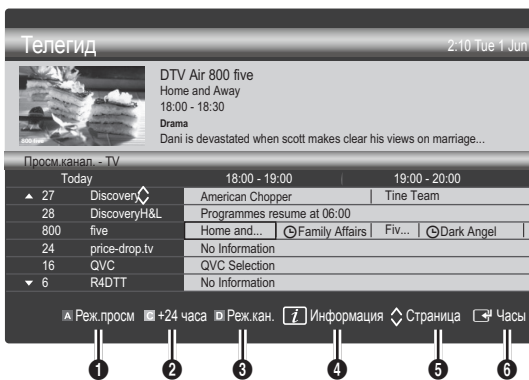 Телегид 2:10 Tue 1 Jun
DTV Air 800 five
Home and Away
18:00 - 18:30
Drama
Dani is devastated when scott makes clear his views on marriage...
800 five
Просм.канал. - TV
Today 18:00 - 19:00 19:00 - 20:00
27 Discovery American Chopper Tine Team
28 DiscoveryH&L Programmes resume at 06:00
800 five Home and... Family Affairs Fiv... Dark Angel
24 price-drop.tv No Information
16 QVC QVC Selection
6 R4DTT No Information
A Реж.просм C +24 часа D Реж.кан. i Информация Страница Часы
1 2 3 4 5 6